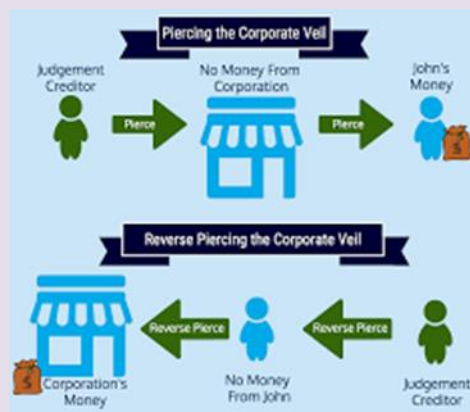 Piercing the Corporate Veil
Judgement
Creditor
No Money From
Corporation
John's
Money
Pierce
Pierce
$
Reverse Piercing the Corporate Veil
Reverse Pierce
Reverse Pierce
$
Corporation's
Money
No Money
From John
Judgement
Creditor